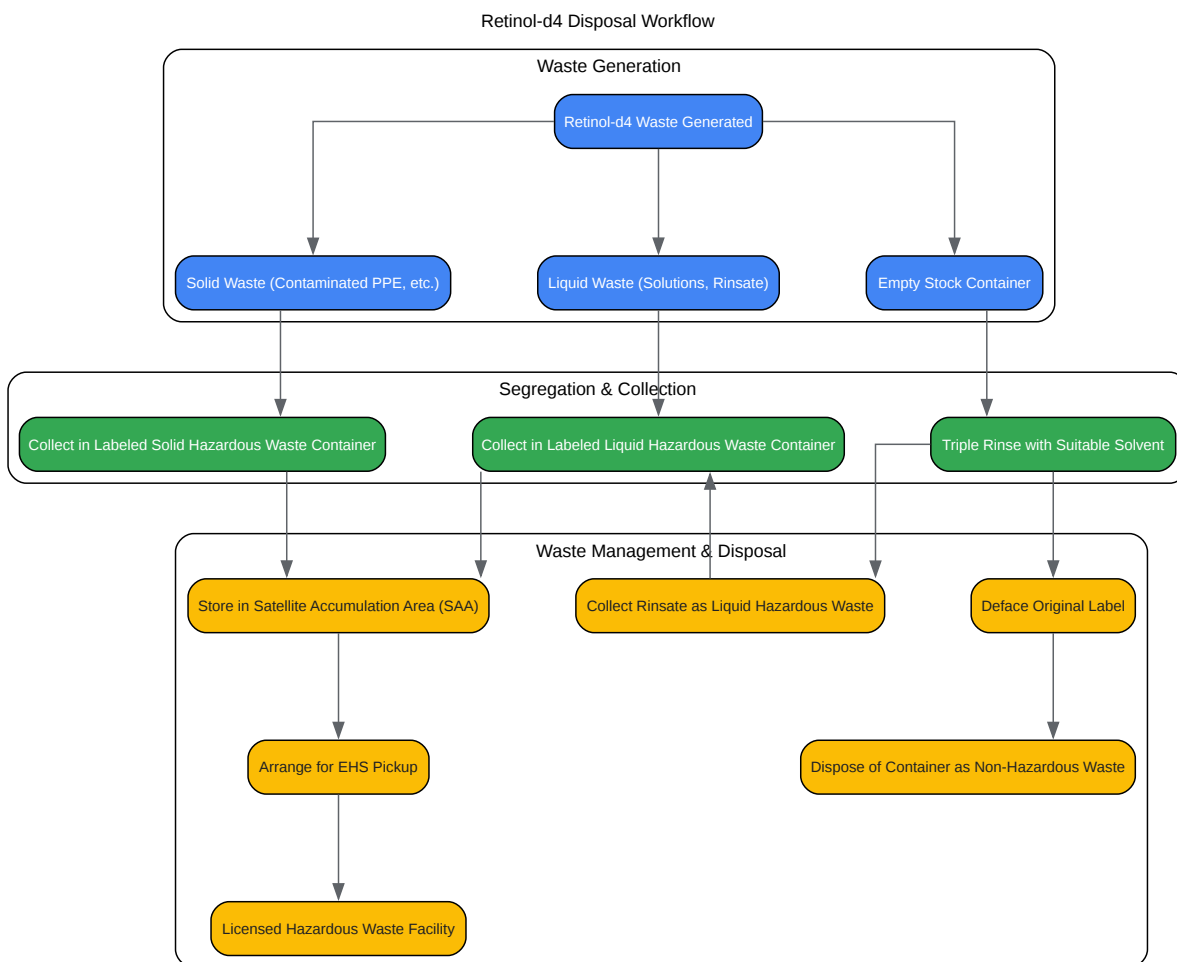 Retinol-d4 Disposal Workflow
Waste Generation
Retinol-d4 Waste Generated
Solid Waste (Contaminated PPE, etc.)
Liquid Waste (Solutions, Rinsate)
Empty Stock Container
Segregation & Collection
Collect in Labeled Solid Hazardous Waste Container
Collect in Labeled Liquid Hazardous Waste Container
Triple Rinse with Suitable Solvent
Waste Management & Disposal
Store in Satellite Accumulation Area (SAA)
Collect Rinsate as Liquid Hazardous Waste
Deface Original Label
Arrange for EHS Pickup
Dispose of Container as Non-Hazardous Waste
Licensed Hazardous Waste Facility